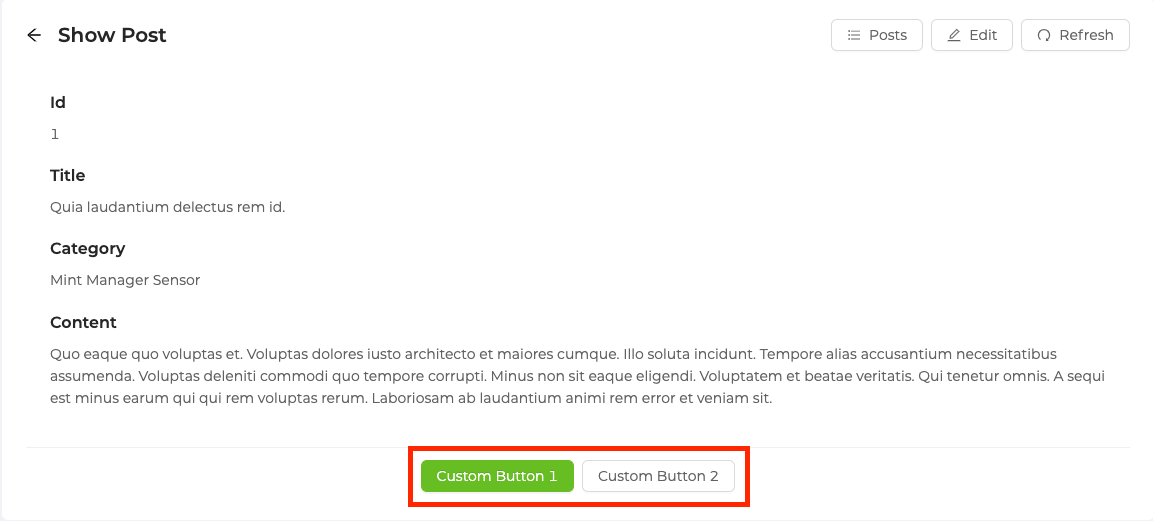 Show Post
Posts
Edit
Refresh
Id
1
Title
Quia laudantium delectus rem id.
Category
Mint Manager Sensor
Content
Quo eaque quo voluptas et. Voluptas dolores iusto architecto et maiores cumque. Illo soluta incidunt. Tempore alias accusantium necessitatibus
assumenda. Voluptas deleniti commodi quo tempore corrupti. Minus non sit eaque eligendi. Voluptatem et beatae veritatis. Qui tenetur omnis. A sequi
est minus earum qui qui rem voluptas rerum. Laboriosam ab laudantium animi rem error et veniam sit.
Custom Button 1
Custom Button 2